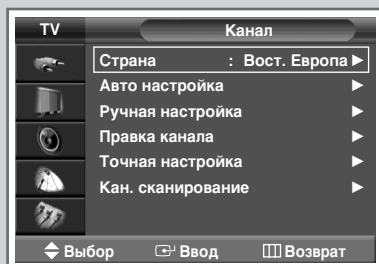 TV Канал
Страна : Вост. Европа ►
Авто настройка ►
Ручная настройка ►
Правка канала ►
Точная настройка ►
Кан. сканирование ►
Выбор Ввод Возврат